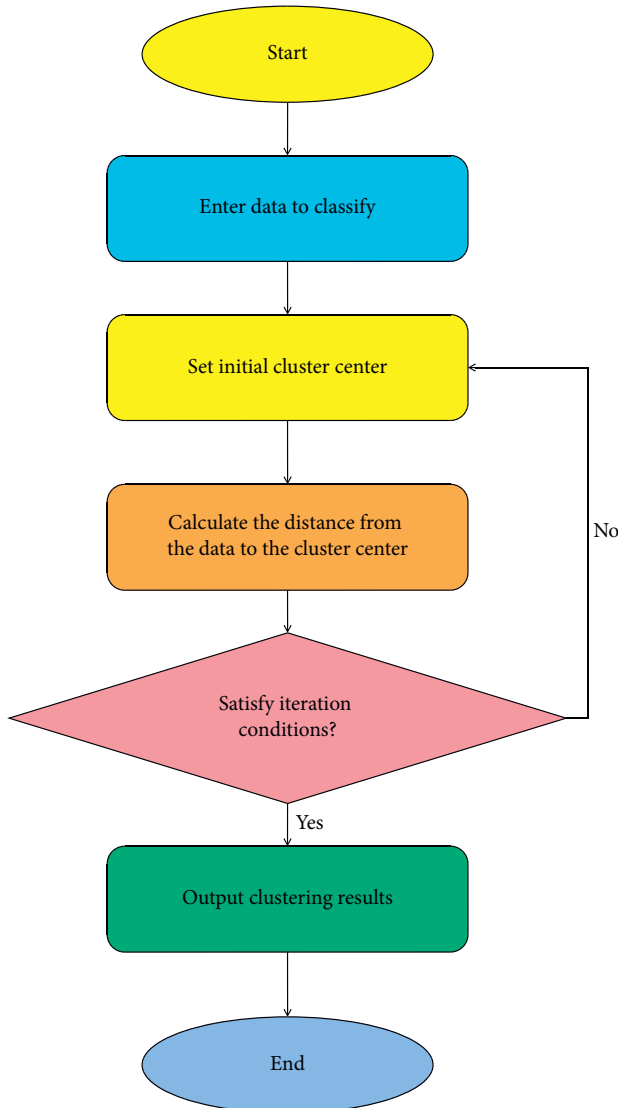 Start
Enter data to classify
Set initial cluster center
Calculate the distance from
the data to the cluster center
No
Satisfy iteration
conditions?
Yes
Output clustering results
End